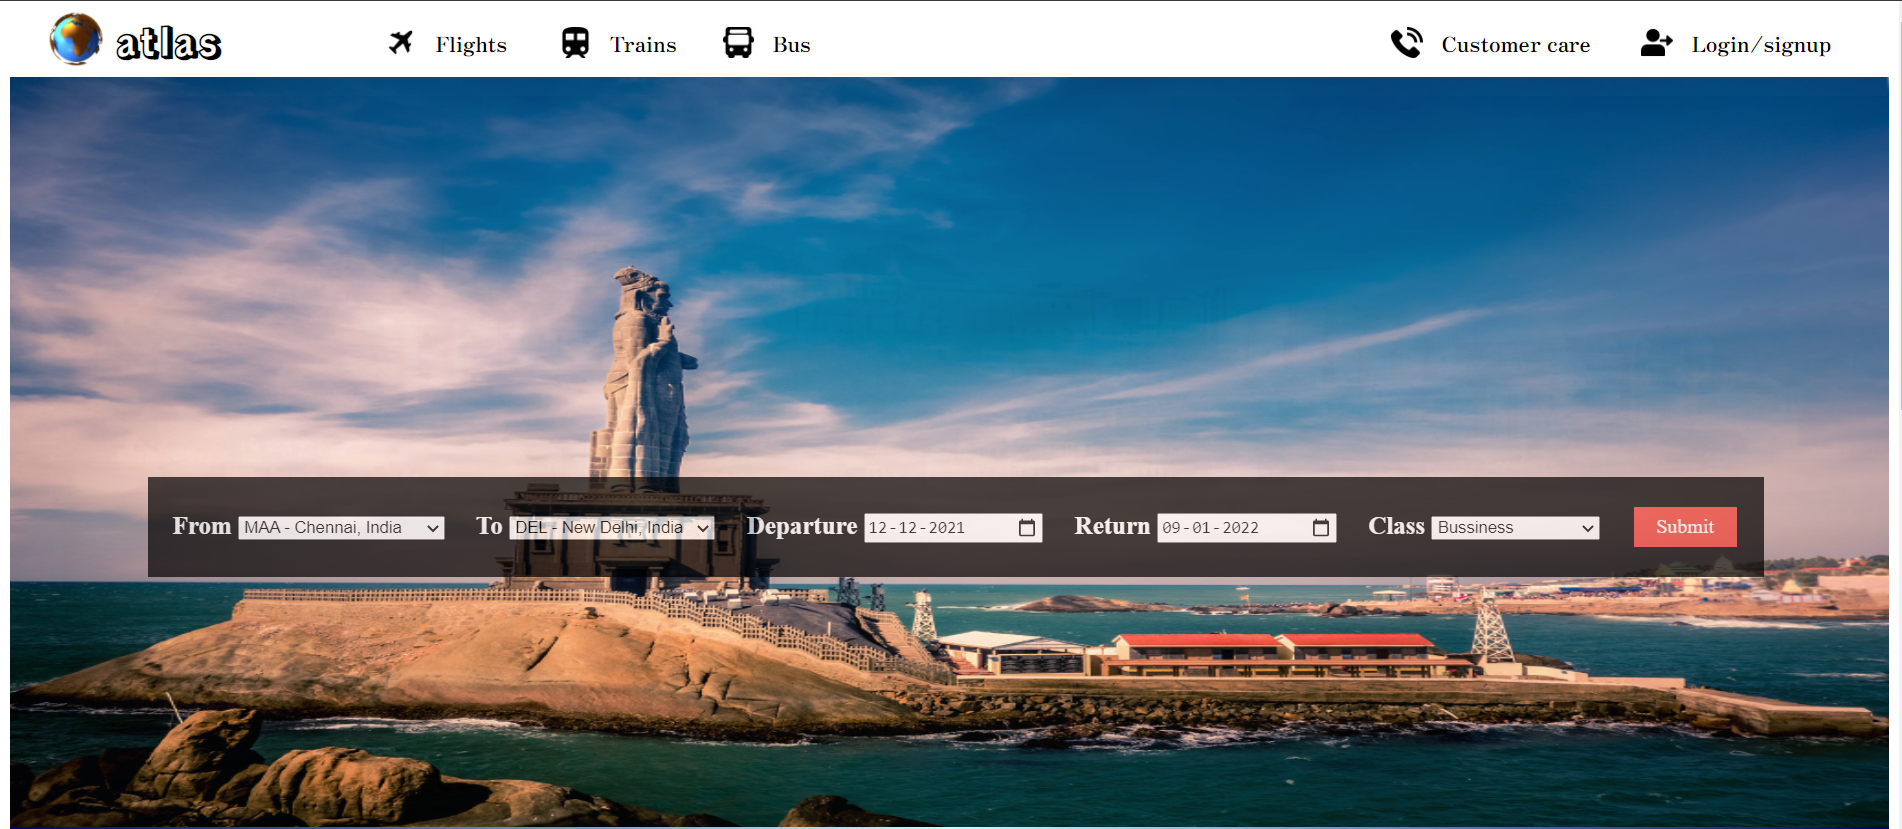 atlas Flights Trains Bus Customer care Login/signup
From MAA - Chennai, India To DEL - New Delhi, India Departure 12-12-2021 Return 09-01-2022 Class Bussiness Submit